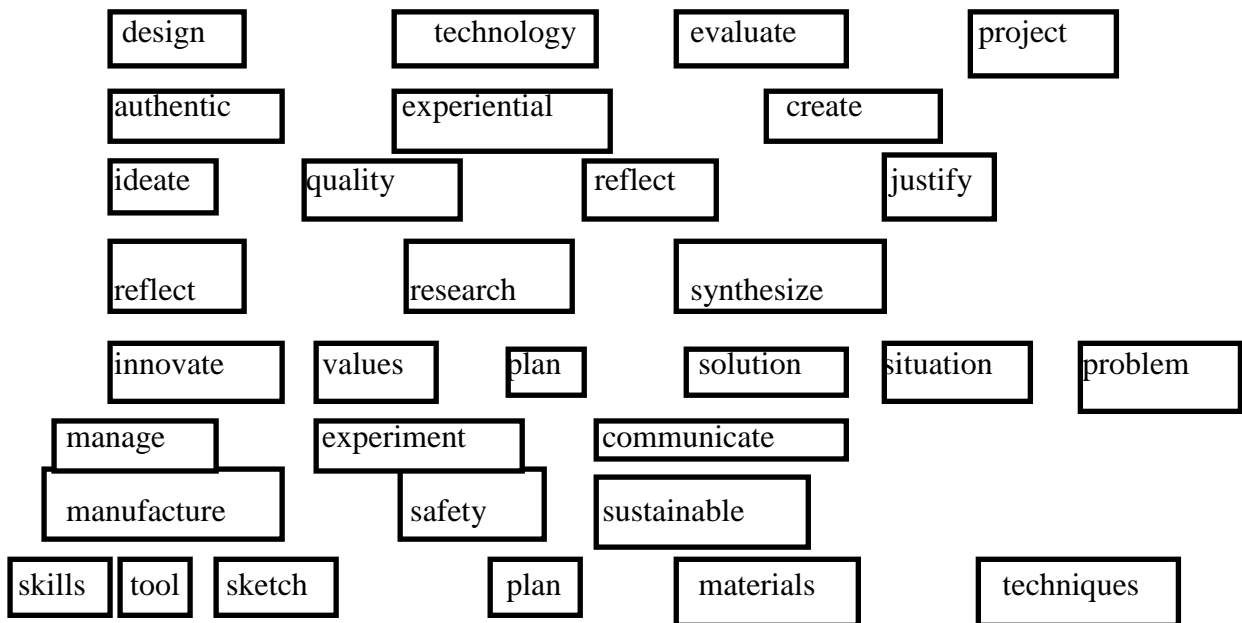 design technology evaluate project
authentic experiential create
ideate quality reflect justify
reflect research synthesize
innovate values plan solution situation problem
manage experiment communicate
manufacture safety sustainable
skills tool sketch plan materials techniques